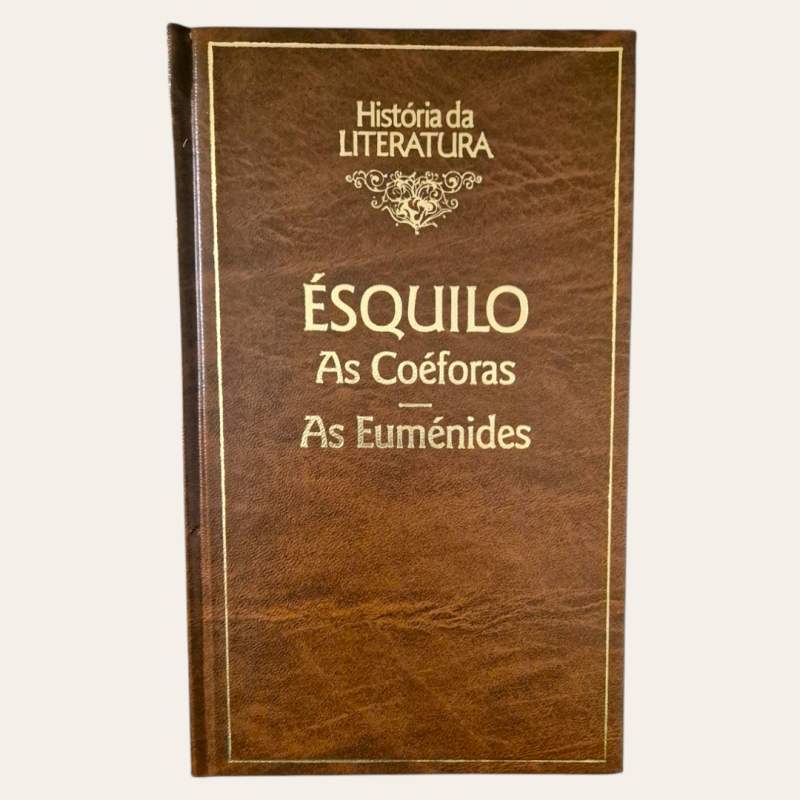 História da
LITERATURA
ÉSQUILO
As Coéforas
As Euménides